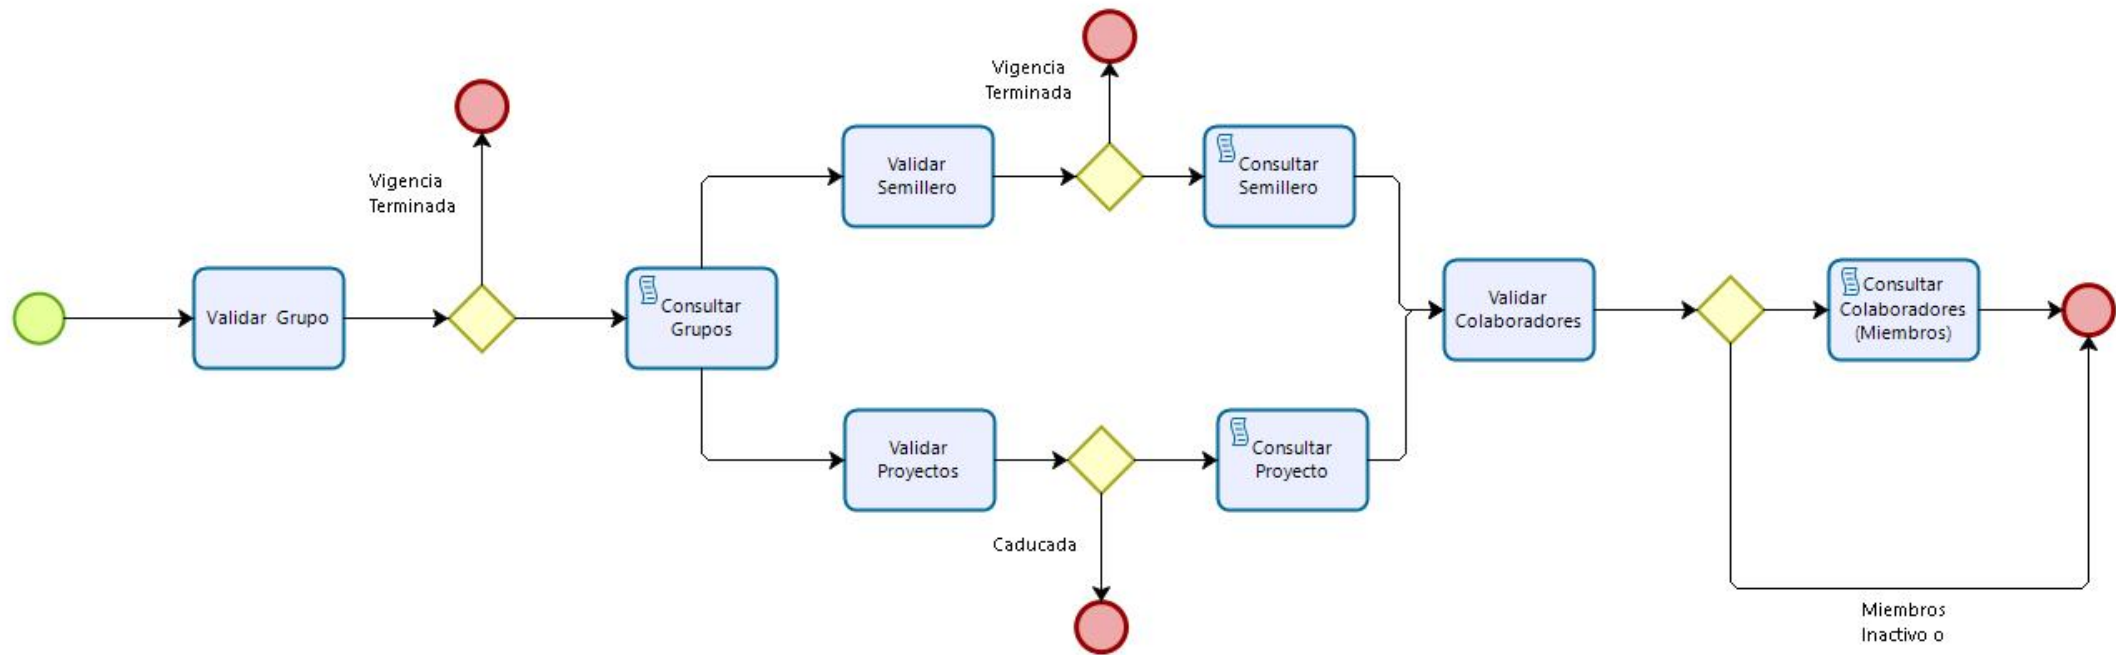 Validar Grupo
Vigencia
Terminada
Consultar
Grupos
Validar
Semillero
Vigencia
Terminada
Consultar
Semillero
Validar
Proyectos
Caducada
Consultar
Proyecto
Validar
Colaboradores
Consultar
Colaboradores
(Miembros)
Miembros
Inactivo o